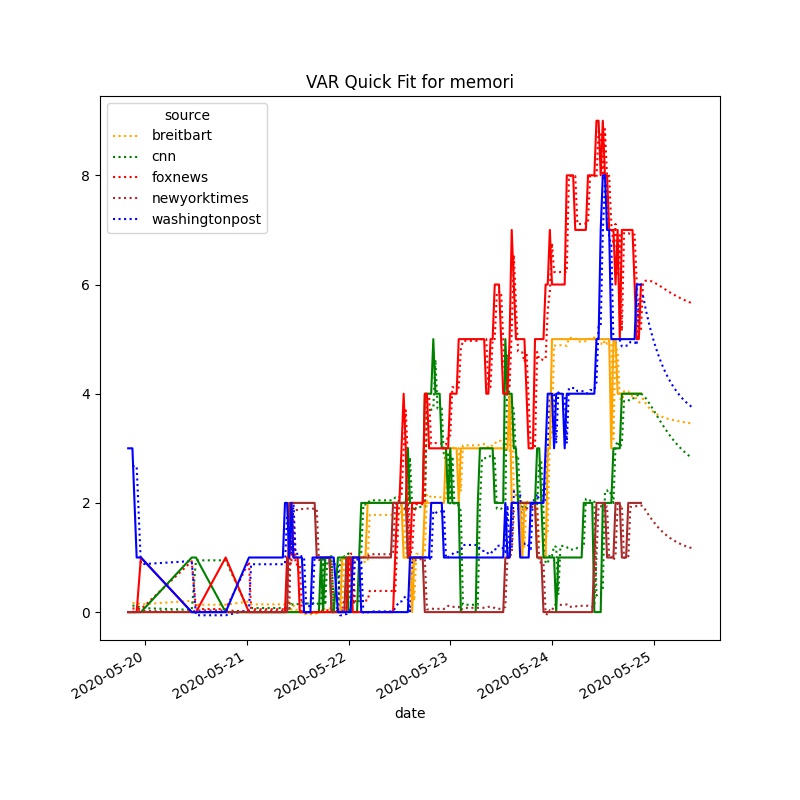 VAR Quick Fit for memori
source
breitbart
cnn
foxnews
newyorktimes
washingtonpost
8
6
4
2
0
2020-05-20
2020-05-21
2020-05-22
2020-05-23
2020-05-24
2020-05-25
date